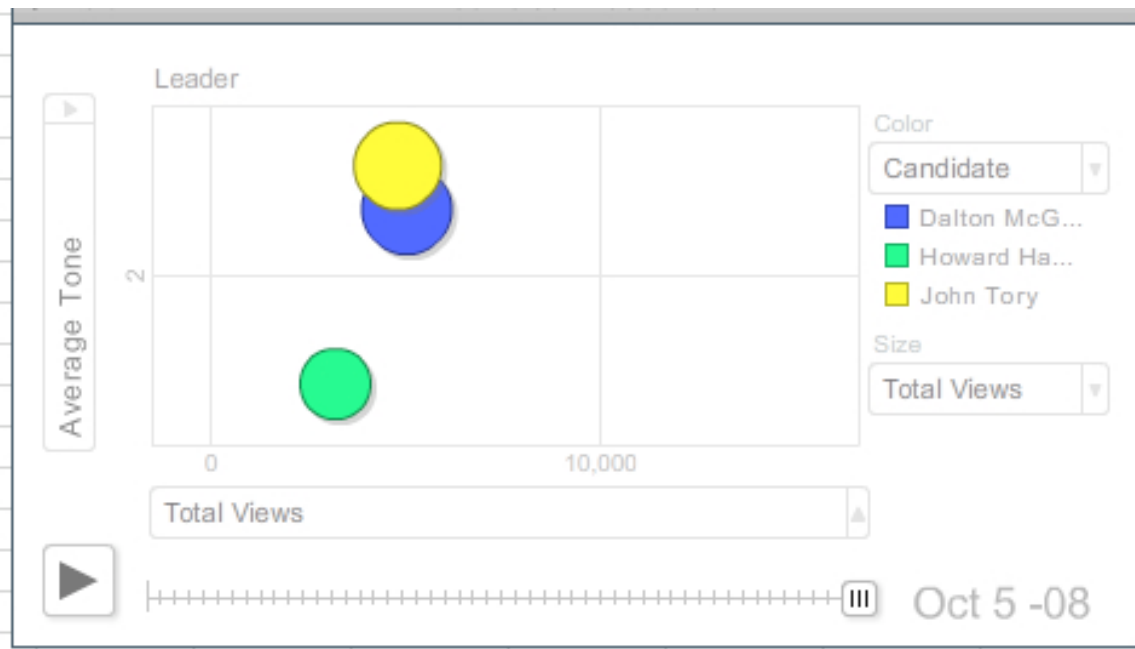 Leader
Average Tone
2
0
10,000
Total Views
Color
Candidate
Dalton McG...
Howard Ha...
John Tory
Size
Total Views
Oct 5 -08